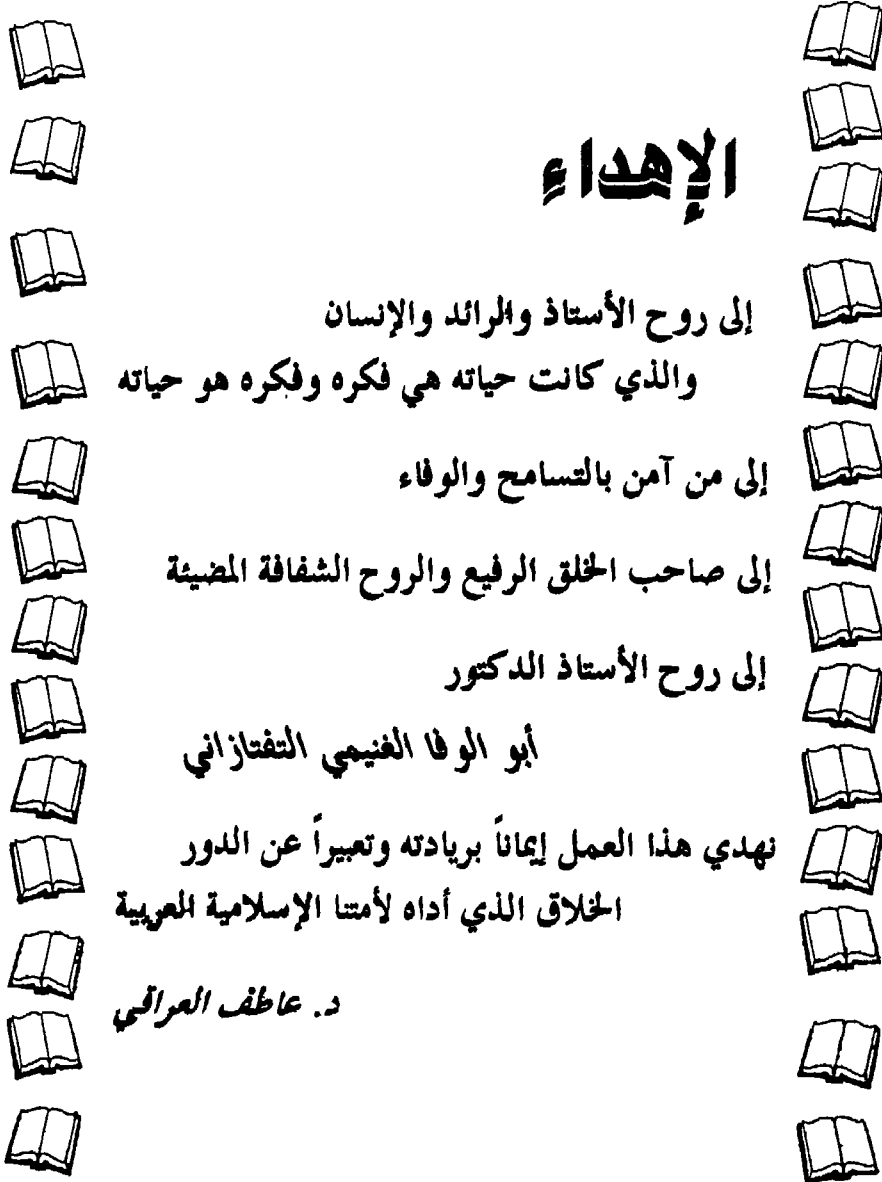 الإهداء
إلى روح الأستاذ والرائد والإنسان
والذي كانت حياته هي فكره وفكره هو حياته
إلى من آمن بالتسامح والوفاء
إلى صاحب الخلق الرفيع والروح الشفافة المضيئة
إلى روح الأستاذ الدكتور
أبو الوفا الغنيمي التفتازاني
نهدي هذا العمل إيماناً بريادته وتعبيراً عن الدور
الخلاق الذي أداه لأمتنا الإسلامية العربية
د. عاطف العراقي